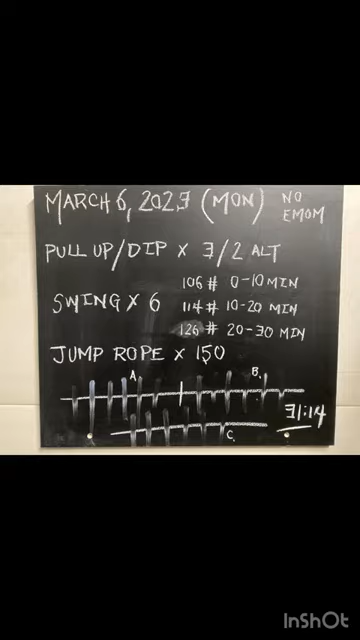 MARCH 6, 2023 (MON) NO EMOM
PULL UP/DIP × 3/2 ALT
106 # 0-10 MIN
SWING × 6 114 # 10-20 MIN
126 # 20-30 MIN
JUMP ROPE × 150
A. B.
31:14
C.
InShOt